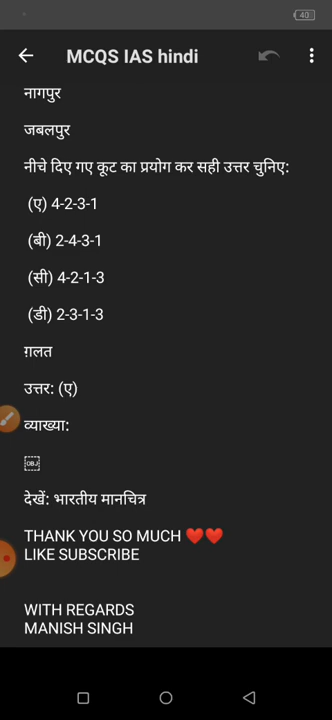 40
MCQS IAS hindi
नागपुर
जबलपुर
नीचे दिए गए कूट का प्रयोग कर सही उत्तर चुनिए:
(ए) 4-2-3-1
(बी) 2-4-3-1
(सी) 4-2-1-3
(डी) 2-3-1-3
ग़लत
उत्तर: (ए)
व्याख्या:
OBJ
देखें: भारतीय मानचित्र
THANK YOU SO MUCH ❤️❤️
LIKE SUBSCRIBE
WITH REGARDS
MANISH SINGH